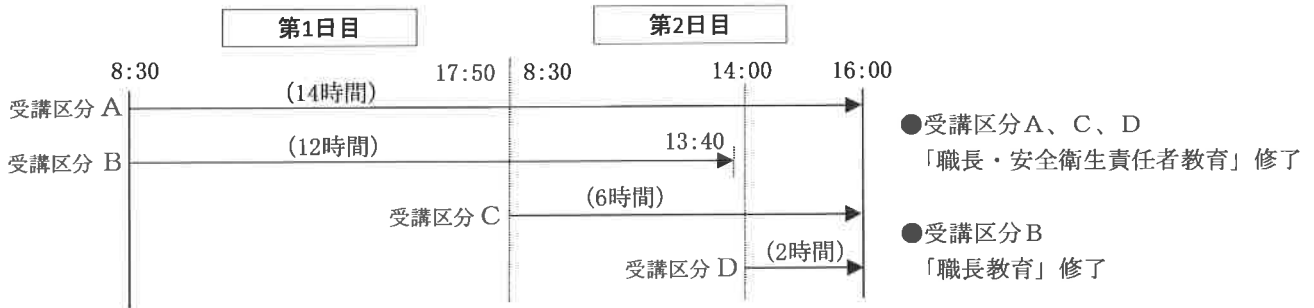 第1日目
第2日目
8:30
17:50
8:30
14:00
16:00
受講区分 A
(14時間)
受講区分 B
(12時間)
13:40
受講区分 C
(6時間)
受講区分 D
(2時間)
●受講区分A、C、D
「職長・安全衛生責任者教育」修了
●受講区分B
「職長教育」修了